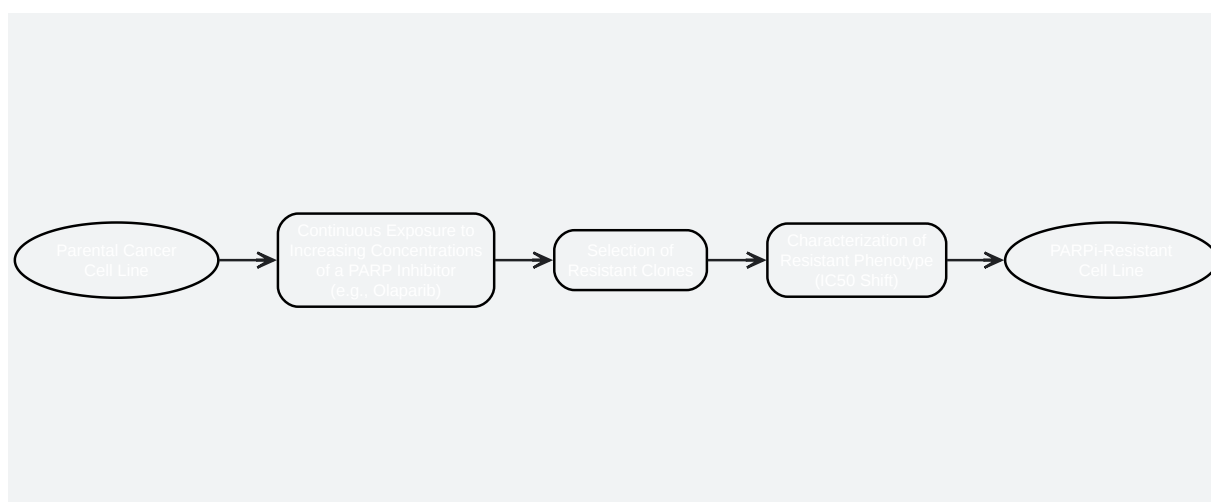 Parental Cancer
Cell Line
Continuous Exposure to
Increasing Concentrations
of a PARP Inhibitor
(e.g., Olaparib)
Selection of
Resistant Clones
Characterization of
Resistant Phenotype
(IC50 Shift)
PARPi-Resistant
Cell Line